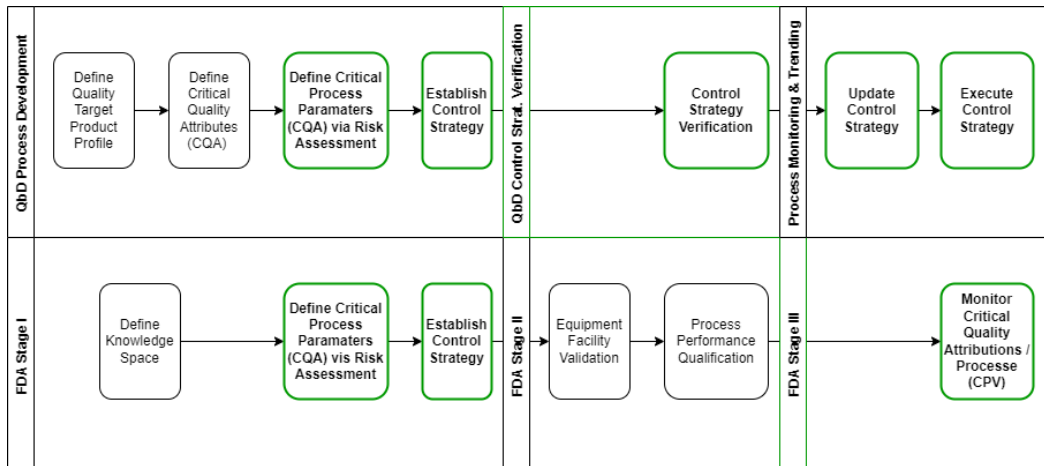 QbD Process Development
Define
Quality
Target
Product
Profile
Define
Critical
Quality
Attributes
(CQA)
Define Critical
Process
Paramaters
(CQA) via Risk
Assessment
Establish
Control
Strategy
QbD Control Strat. Verification
Control
Strategy
Verification
Process Monitoring & Trending
Update
Control
Strategy
Execute
Control
Strategy
FDA Stage I
Define
Knowledge
Space
Define Critical
Process
Paramaters
(CQA) vis Risk
Assessment
Establish
Control
Strategy
FDA Stage II
Equipment
Facility
Validation
Process
Performance
Qualification
FDA Stage III
Monitor
Critical
Quality
Attributions /
Processe
(CPV)